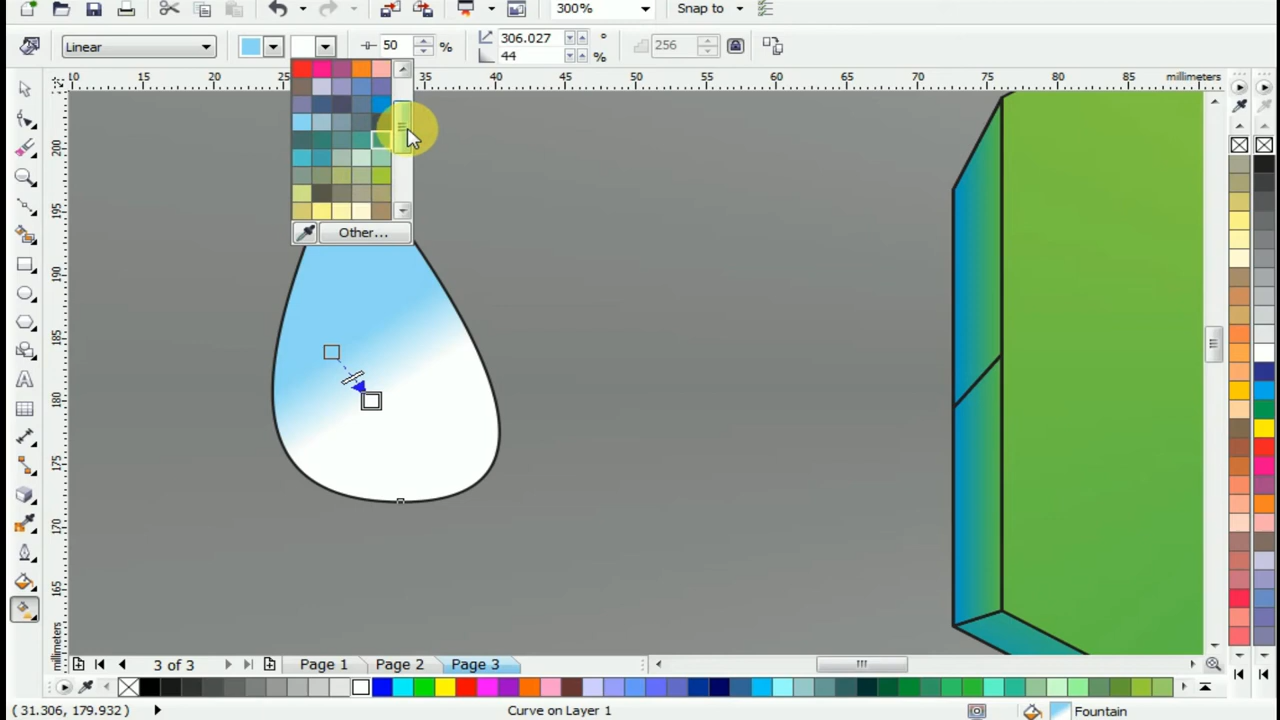 300%
Snap to
Linear
50
%
306.027
°
44
%
256
10
15
20
25
35
40
45
50
55
60
65
70
75
80
85
millimeters
200
195
190
185
180
175
170
165
millimeters
Other...
3 of 3
Page 1
Page 2
Page 3
( 31.306, 179.932 )
Curve on Layer 1
Fountain